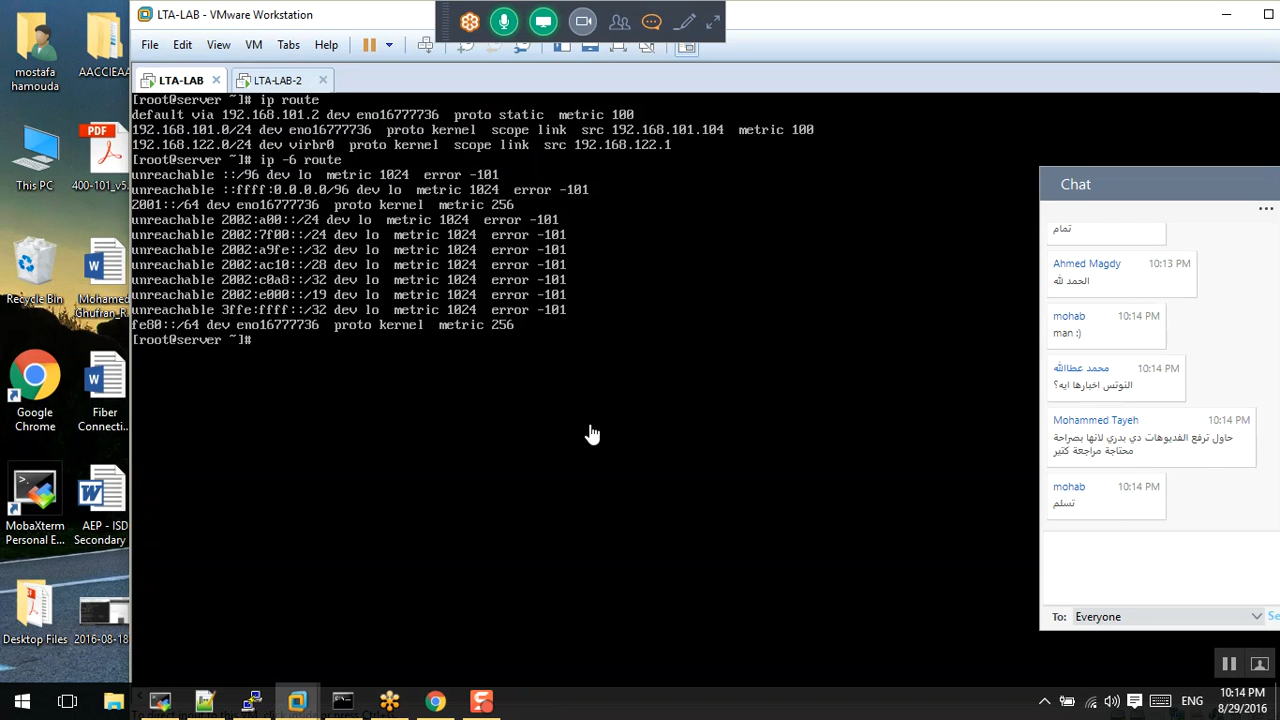 LTA-LAB - VMware Workstation
File Edit View VM Tabs Help
LTA-LAB
LTA-LAB-2
[root@server ~]# ip route
default via 192.168.101.2 dev eno16777736 proto static metric 100
192.168.101.0/24 dev eno16777736 proto kernel scope link src 192.168.101.104 metric 100
192.168.122.0/24 dev virbr0 proto kernel scope link src 192.168.122.1
[root@server ~]# ip -6 route
unreachable ::/96 dev lo metric 1024 error -101
unreachable ::ffff:0.0.0.0/96 dev lo metric 1024 error -101
2001::/64 dev eno16777736 proto kernel metric 256
unreachable 2002:a00::/24 dev lo metric 1024 error -101
unreachable 2002:7f00::/24 dev lo metric 1024 error -101
unreachable 2002:a9fe::/32 dev lo metric 1024 error -101
unreachable 2002:ac10::/28 dev lo metric 1024 error -101
unreachable 2002:c0a8::/32 dev lo metric 1024 error -101
unreachable 2002:e000::/19 dev lo metric 1024 error -101
unreachable 3ffe:ffff::/32 dev lo metric 1024 error -101
fe80::/64 dev eno16777736 proto kernel metric 256
[root@server ~]#
mostafa
hamouda
AACCIEAA
This PC
PDF
400-101_v5.
Recycle Bin
Mohamed
Ghufran_R
Google
Chrome
Fiber
Connecti...
MobaXterm
Personal E...
AEP - ISD
Secondary
Desktop Files
2016-08-18
Chat
تمام
Ahmed Magdy 10:13 PM
الحمد لله
mohab 10:14 PM
man :)
محمد عطاالله 10:14 PM
النوتس اخبارها ايه؟
Mohammed Tayeh 10:14 PM
حاول ترفع الفديوهات دي بدري لانها بصراحة
محتاجة مراجعة كتير
mohab 10:14 PM
تسلم
To: Everyone
Se
ENG
10:14 PM
8/29/2016